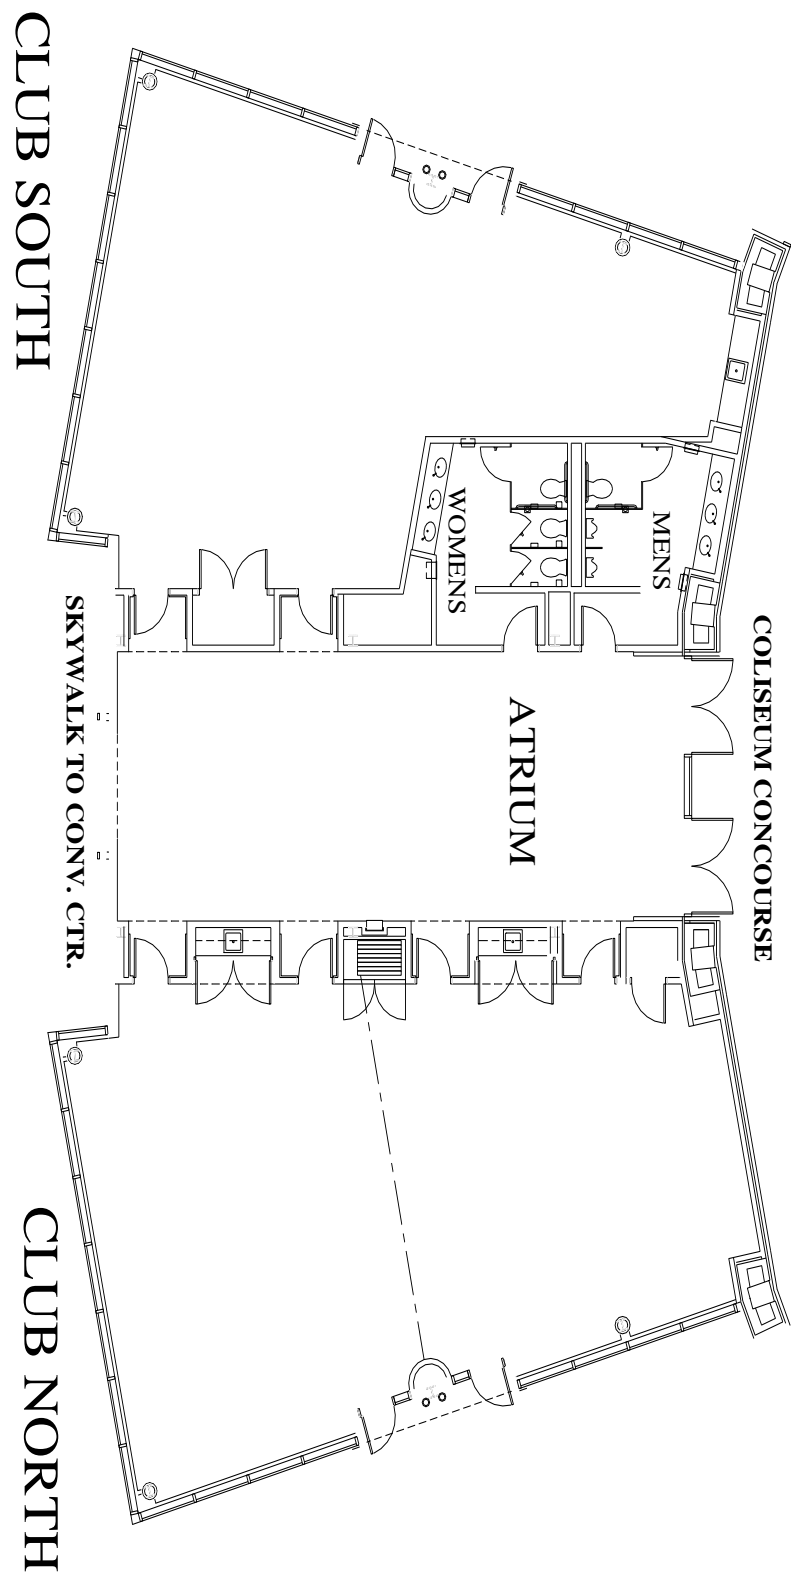 CLUB SOUTH
WOMENS
MENS
COLISEUM CONCOURSE
ATRIUM
SKYWALK TO CONV. CTR.
CLUB NORTH